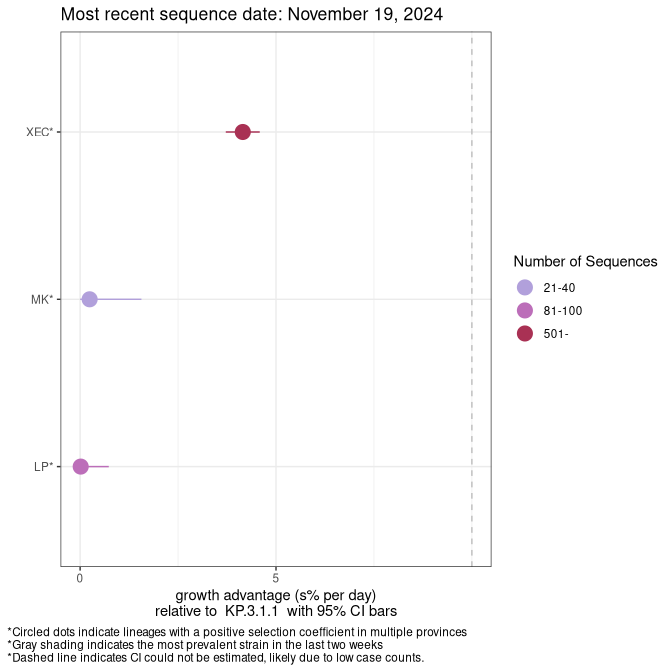 Most recent sequence date: November 19, 2024
XEC*
MK*
LP*
0
5
growth advantage (s% per day)
relative to KP.3.1.1 with 95% CI bars
Number of Sequences
21-40
81-100
501-
*Circled dots indicate lineages with a positive selection coefficient in multiple provinces
*Gray shading indicates the most prevalent strain in the last two weeks
*Dashed line indicates CI could not be estimated, likely due to low case counts.